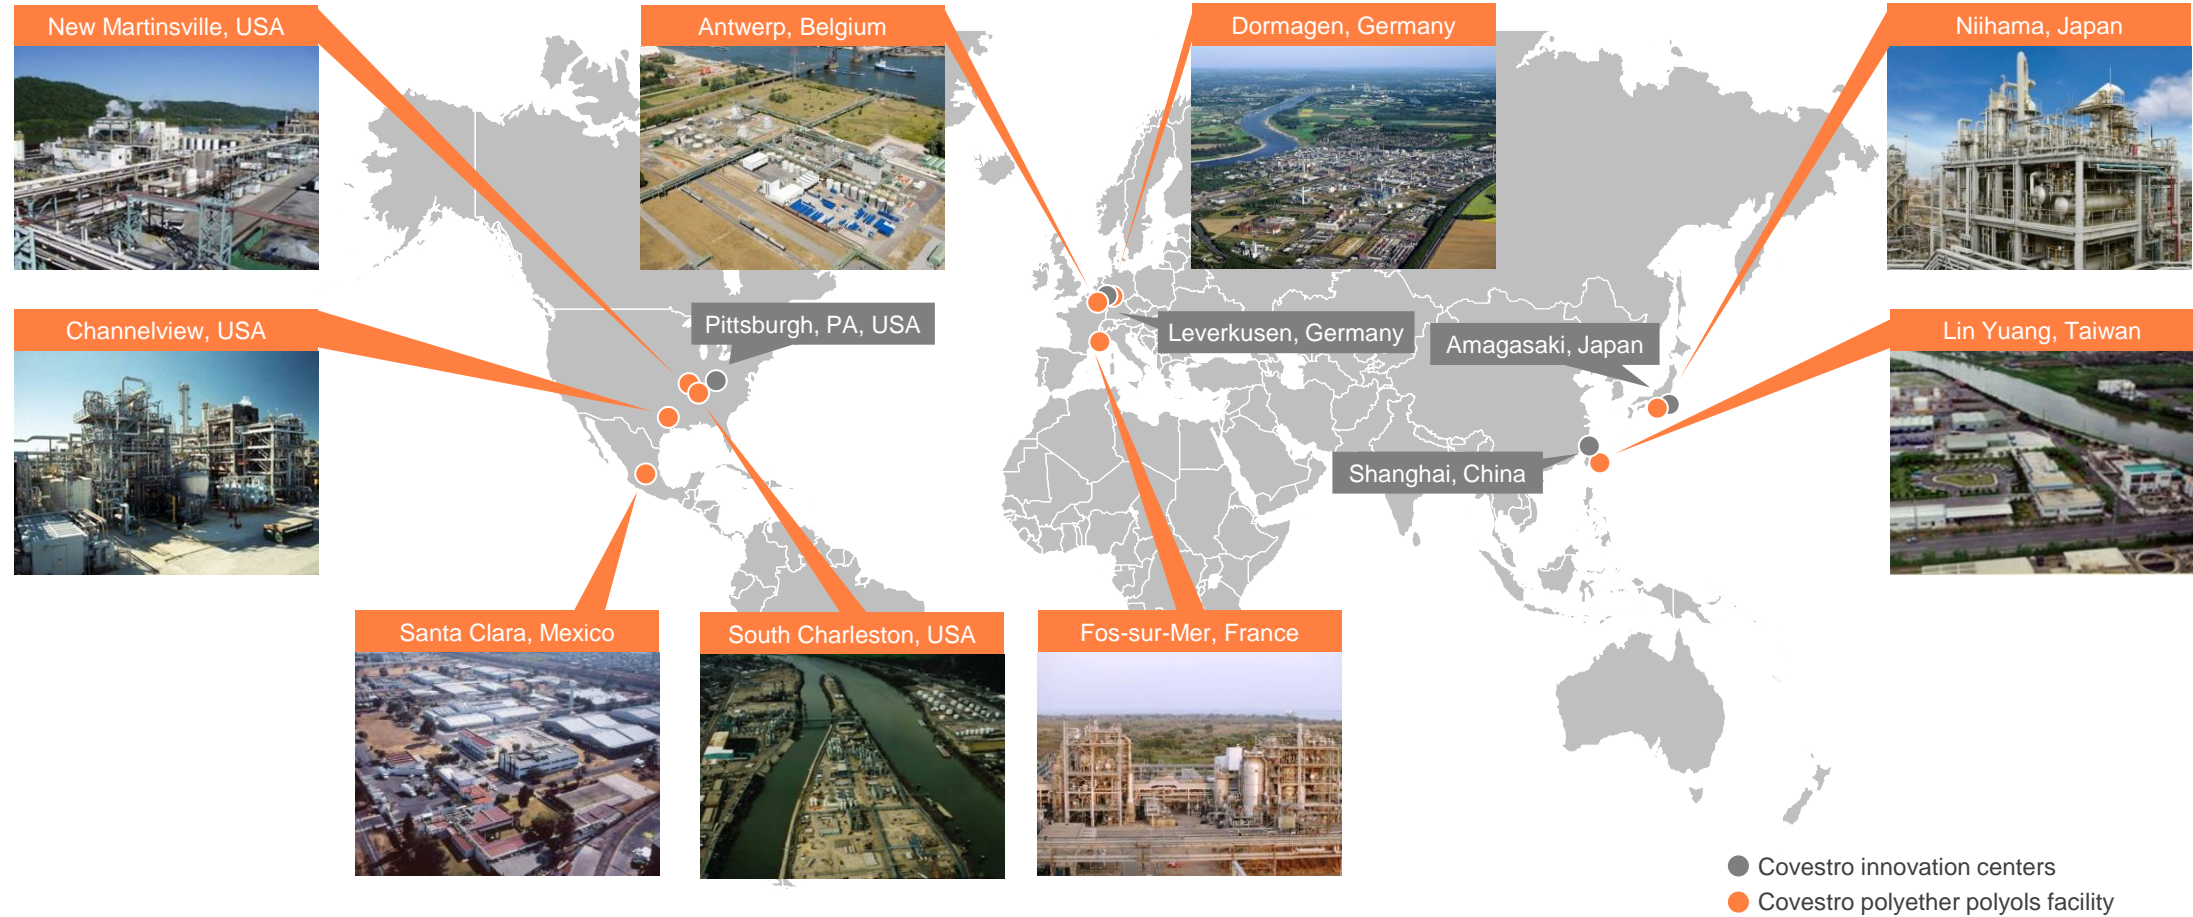 New Martinsville, USA
Antwerp, Belgium
Dormagen, Germany
Niihama, Japan
Channelview, USA
Pittsburgh, PA, USA
Leverkusen, Germany
Amagasaki, Japan
Lin Yuang, Taiwan
Shanghai, China
Santa Clara, Mexico
South Charleston, USA
Fos-sur-Mer, France
Covestro innovation centers
Covestro polyether polyols facility